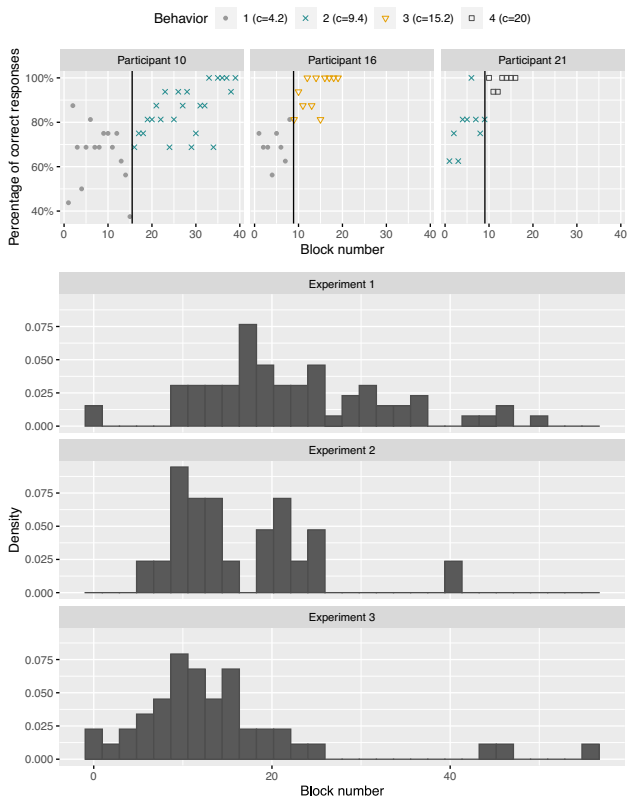 Behavior 1 (c=4.2) 2 (c=9.4) 3 (c=15.2) 4 (c=20)
Participant 10 Participant 16 Participant 21
Percentage of correct responses
100%
80%
60%
40%
0 10 20 30 40 0 10 20 30 40 0 10 20 30 40
Block number
Experiment 1
0.075
0.050
0.025
0.000
Experiment 2
Density
0.075
0.050
0.025
0.000
Experiment 3
0.075
0.050
0.025
0.000
0 20 40
Block number